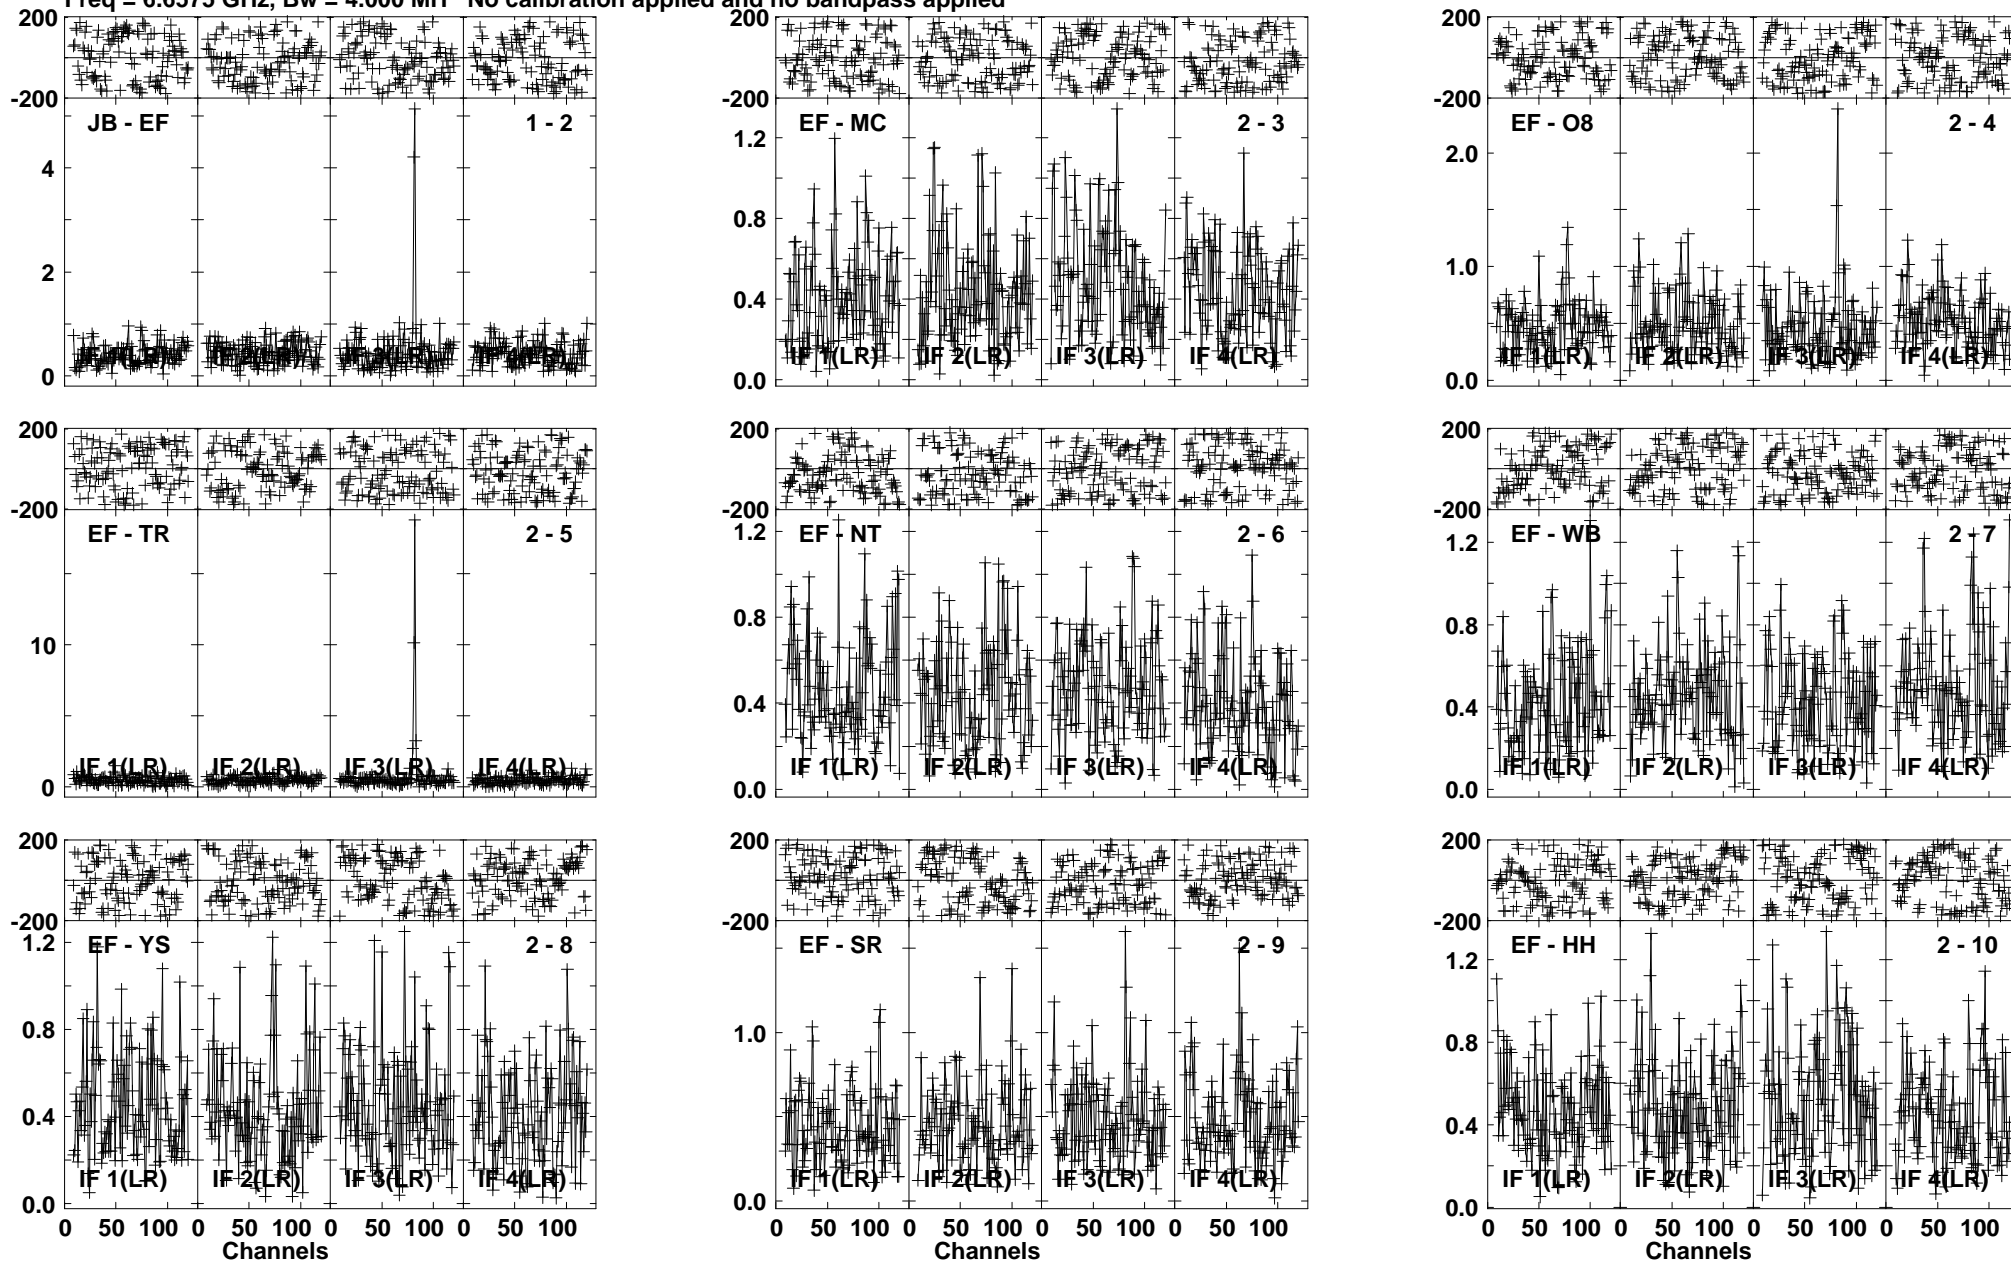 Freq = 6.6575 GHz, Bw = 4.000 MH No calibration applied and no bandpass applied
200 200 200
-200 -200 -200
JB - EF 1 - 2 EF - MC 2 - 3 EF - O8 2 - 4
4 1.2 2.0
2 0.8 1.0
0 0.4 0.0
0.0
IF 1(LR) IF 2(LR) IF 3(LR) IF 4(LR) IF 1(LR) IF 2(LR) IF 3(LR) IF 4(LR) IF 1(LR) IF 2(LR) IF 3(LR) IF 4(LR)
200 200 200
-200 -200 -200
EF - TR 2 - 5 EF - NT 2 - 6 EF - WB 2 - 7
10 1.2 1.2
0 0.8 0.8
0.4 0.4
0.0 0.0
IF 1(LR) IF 2(LR) IF 3(LR) IF 4(LR) IF 1(LR) IF 2(LR) IF 3(LR) IF 4(LR) IF 1(LR) IF 2(LR) IF 3(LR) IF 4(LR)
200 200 200
-200 -200 -200
EF - YS 2 - 8 EF - SR 2 - 9 EF - HH 2 - 10
1.2 1.0 1.2
0.8 0.0 0.8
0.4 0.4
0.0 0.0
IF 1(LR) IF 2(LR) IF 3(LR) IF 4(LR) IF 1(LR) IF 2(LR) IF 3(LR) IF 4(LR) IF 1(LR) IF 2(LR) IF 3(LR) IF 4(LR)
0 50 100 0 50 100 0 50 100 0 50 100 0 50 100 0 50 100 0 50 100 0 50 100 0 50 100 0 50 100 0 50 100 0 50 100
Channels Channels Channels